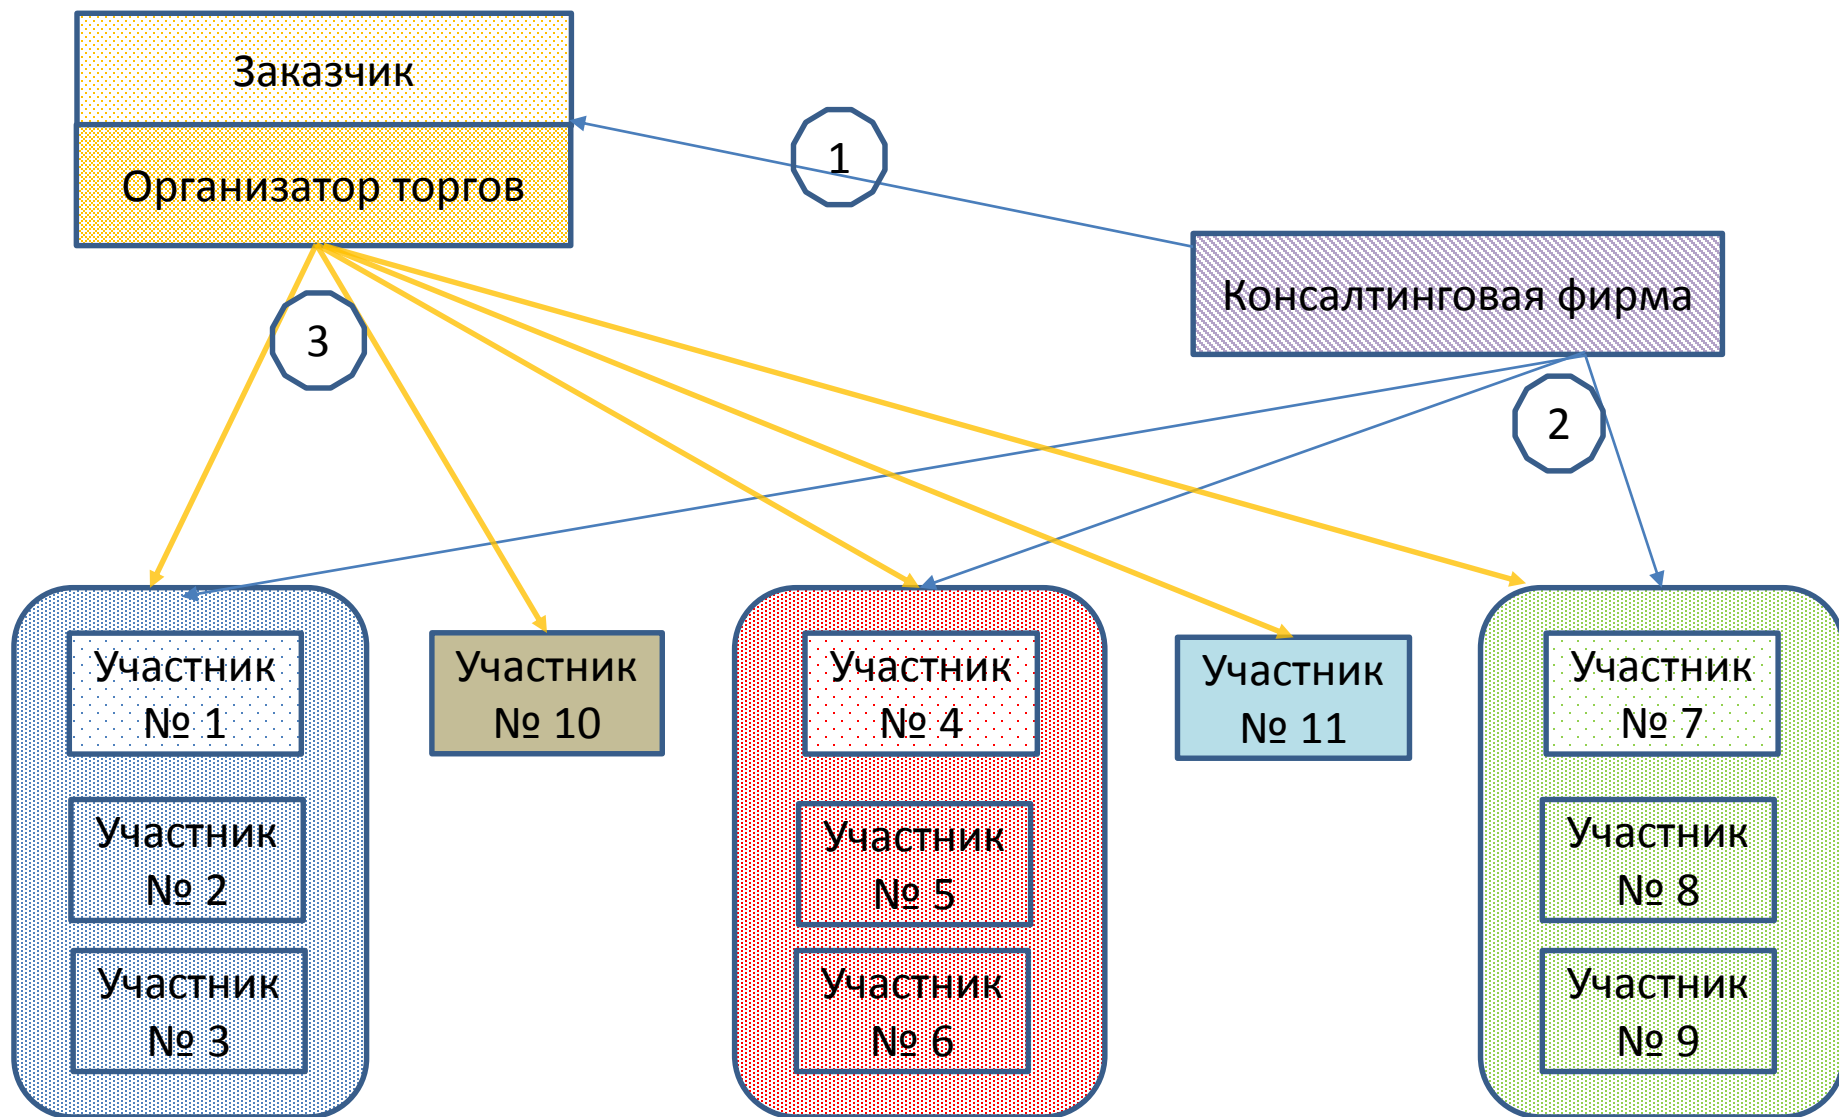 Заказчик
Организатор торгов
1
Консалтинговая фирма
3
2
Участник
№ 1
Участник
№ 10
Участник
№ 4
Участник
№ 11
Участник
№ 7
Участник
№ 2
Участник
№ 5
Участник
№ 8
Участник
№ 3
Участник
№ 6
Участник
№ 9